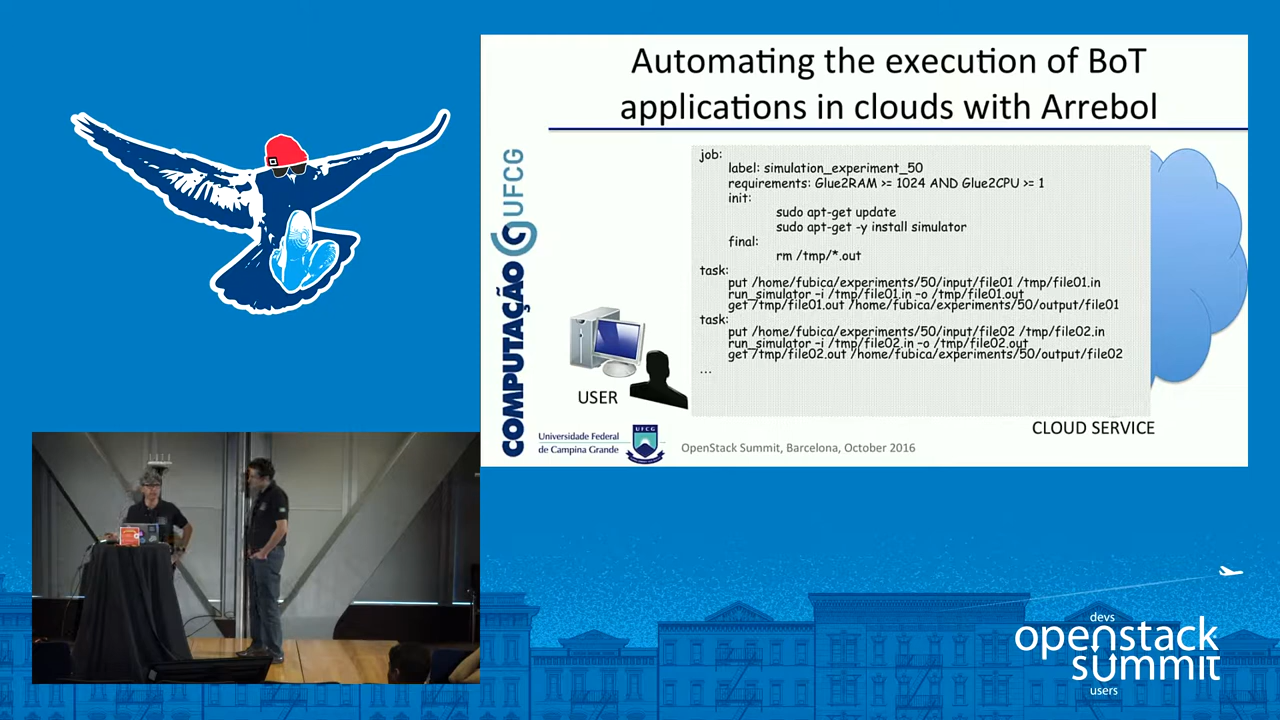 Automating the execution of BoT
applications in clouds with Arrebol
COMPUTAÇÃO UFCG
job:
label: simulation_experiment_50
requirements: Glue2RAM >= 1024 AND Glue2CPU >= 1
init:
sudo apt-get update
sudo apt-get -y install simulator
final:
rm /tmp/*.out
task:
put /home/fubica/experiments/50/input/file01 /tmp/file01.in
run_simulator -i /tmp/file01.in -o /tmp/file01.out
get /tmp/file01.out /home/fubica/experiments/50/output/file01
task:
put /home/fubica/experiments/50/input/file02 /tmp/file02.in
run_simulator -i /tmp/file02.in -o /tmp/file02.out
get /tmp/file02.out /home/fubica/experiments/50/output/file02
...
USER
CLOUD SERVICE
Universidade Federal
de Campina Grande
UFCG
OpenStack Summit, Barcelona, October 2016
devs
openstack
summit
users